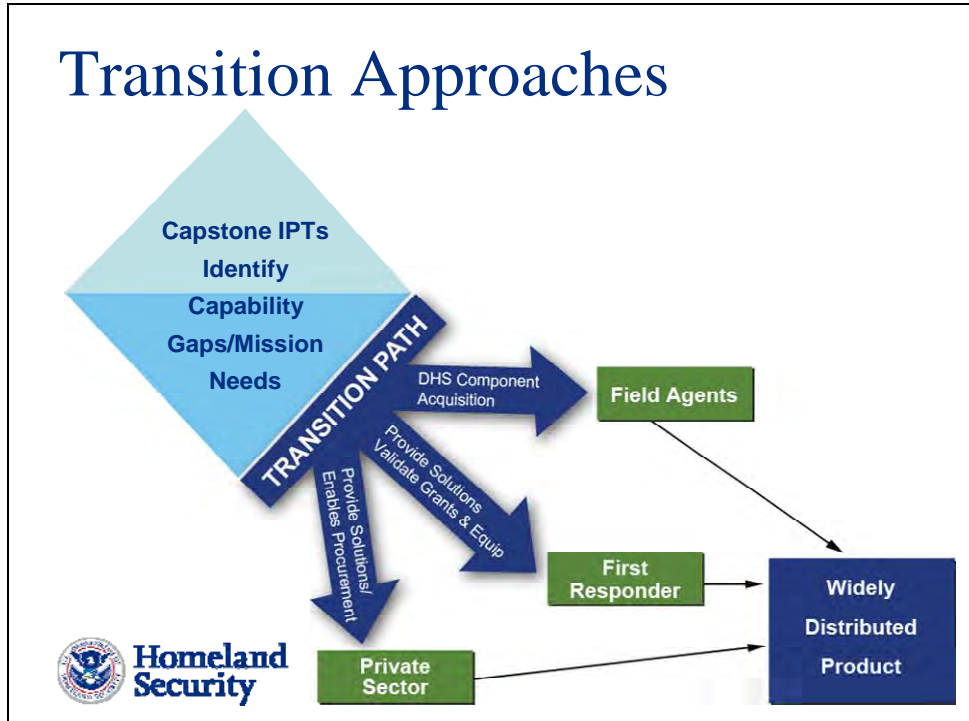 Transition Approaches
Capstone IPTs
Identify
Capability
Gaps/Mission
Needs
TRANSITION PATH
DHS Component
Acquisition
Field Agents
Provide Solutions
Validate Grants & Equip
First
Responder
Provide Solutions/
Enables Procurement
Private
Sector
Widely
Distributed
Product
Homeland
Security